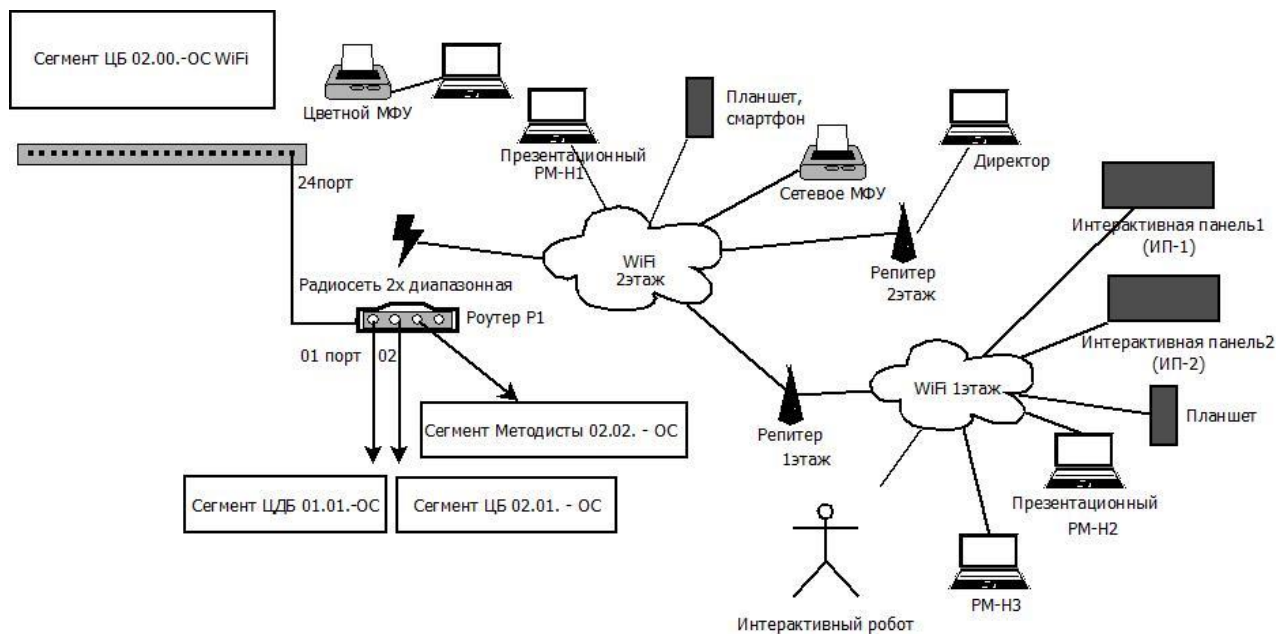 Сегмент ЦБ 02.00.-ОС WiFi
Цветной МФУ
Презентационный
РМ-Н1
Планшет,
смартфон
Сетевое МФУ
Директор
24порт
Интерактивная панель1
(ИП-1)
WiFi
2этаж
Репитер
2этаж
Радиосеть 2х диапазонная
Роутер Р1
Интерактивная панель2
(ИП-2)
01 порт
02
WiFi 1этаж
Планшет
Сегмент Методисты 02.02. - ОС
Репитер
1этаж
Сегмент ЦДБ 01.01.-ОС
Сегмент ЦБ 02.01. - ОС
Презентационный
РМ-Н2
РМ-Н3
Интерактивный робот